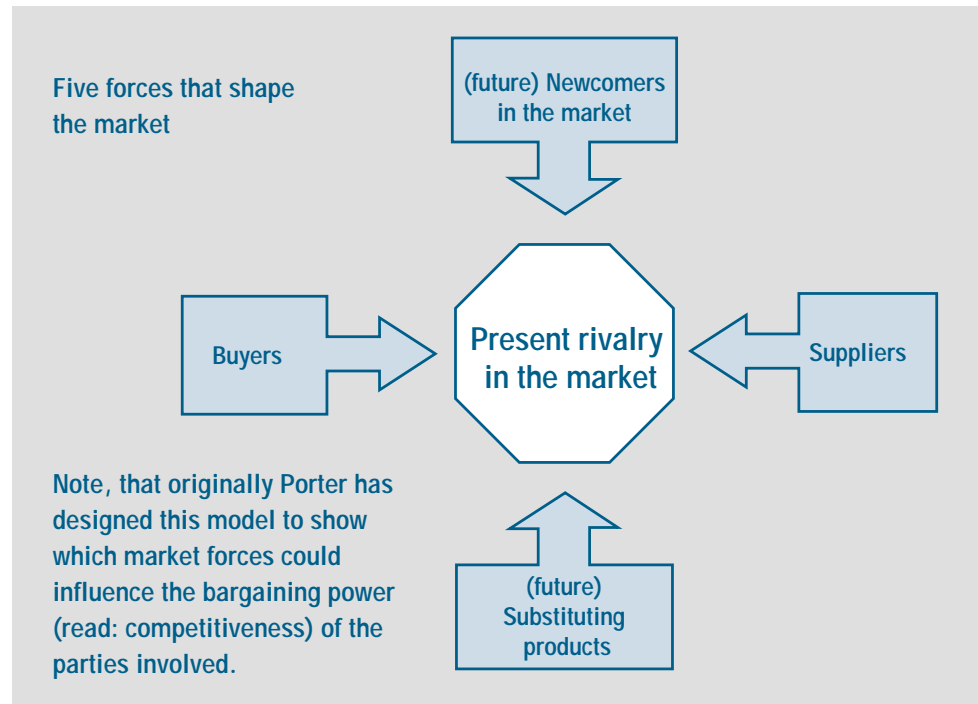 Five forces that shape
the market
(future) Newcomers
in the market
Buyers
Present rivalry
in the market
Suppliers
Note, that originally Porter has
designed this model to show
which market forces could
influence the bargaining power
(read: competitiveness) of the
parties involved.
(future)
Substituting
products